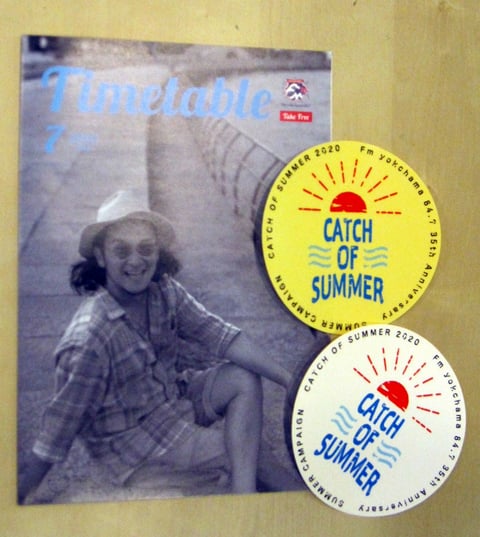 Timetable
7
Take Free
CATCH OF SUMMER 2020 Fm yokohama 84.7 35th Anniversary SUMMER CAMPAIGN
CATCH
OF
SUMMER
CATCH OF SUMMER 2020 Fm yokohama 84.7 35th Anniversary SUMMER CAMPAIGN
CATCH
OF
SUMMER